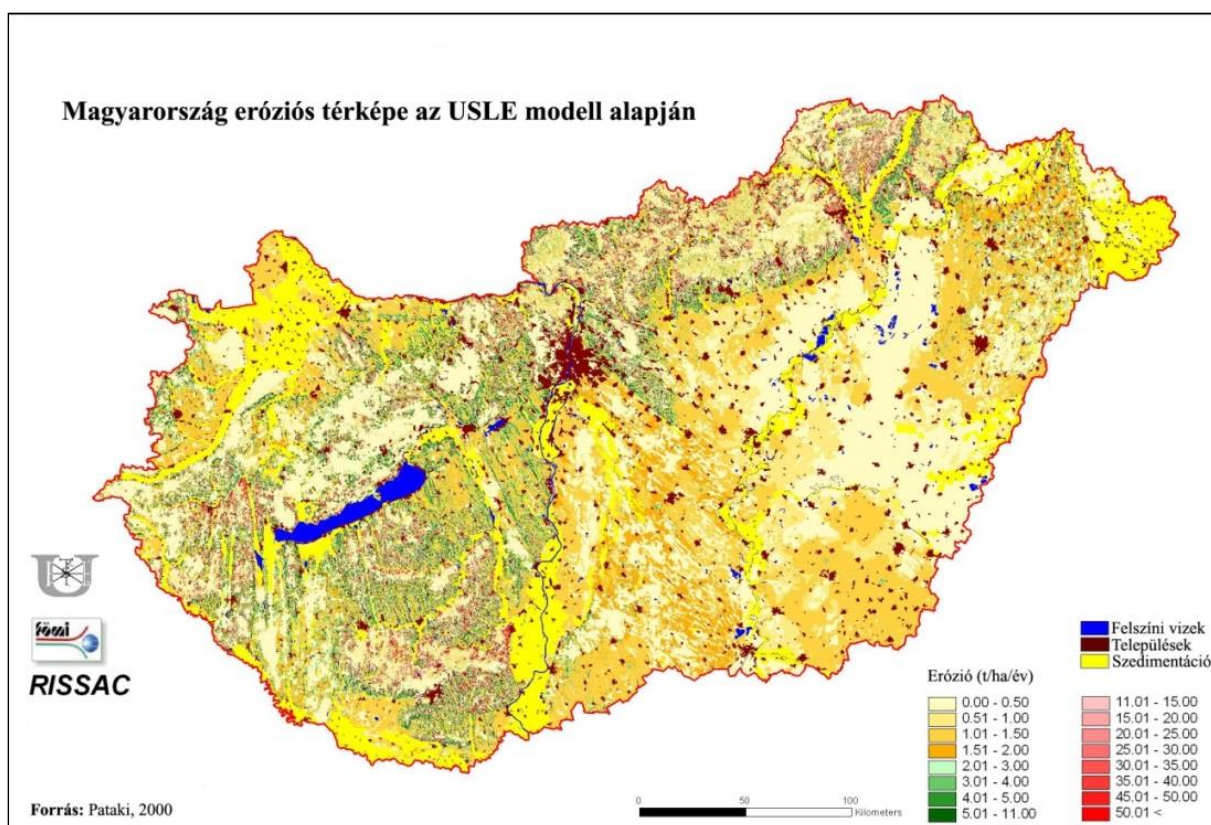 Magyarország eróziós térképe az USLE modell alapján
U
fömi
RISSAC
Felszíni vizek
Települések
Szedimentáció
Erózió (t/ha/év)
0.00 - 0.50
0.51 - 1.00
1.01 - 1.50
1.51 - 2.00
2.01 - 3.00
3.01 - 4.00
4.01 - 5.00
5.01 - 11.00
11.01 - 15.00
15.01 - 20.00
20.01 - 25.00
25.01 - 30.00
30.01 - 35.00
35.01 - 40.00
45.01 - 50.00
50.01 <
0 50 100
Kilometers
Forrás: Pataki, 2000